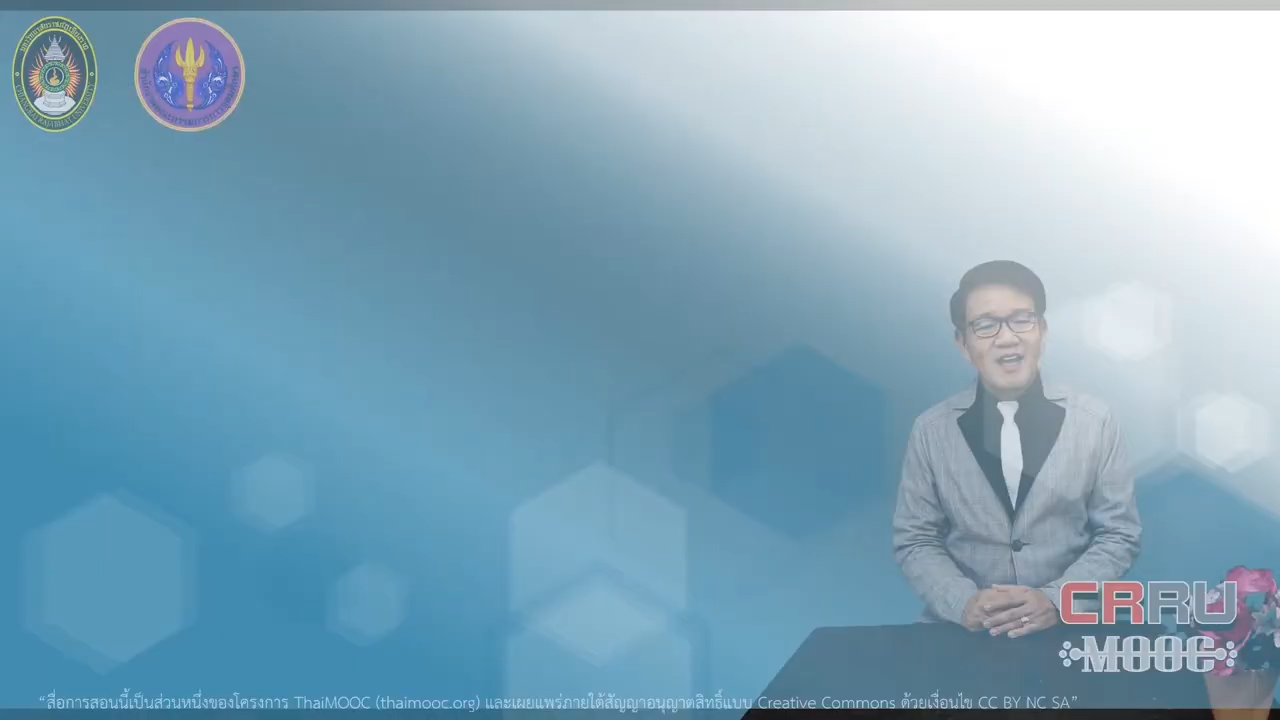 CRRU
MOOC
“สื่อการสอนนี้เป็นส่วนหนึ่งของโครงการ ThaiMOOC (thaimooc.org) และเผยแพร่ภายใต้สัญญาอนุญาตสิทธิ์แบบ Creative Commons ด้วยเงื่อนไข CC BY NC SA”